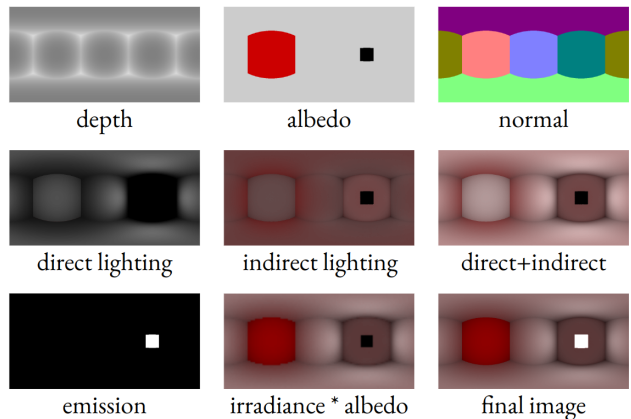 depth
albedo
normal
direct lighting
indirect lighting
direct+indirect
emission
irradiance * albedo
final image